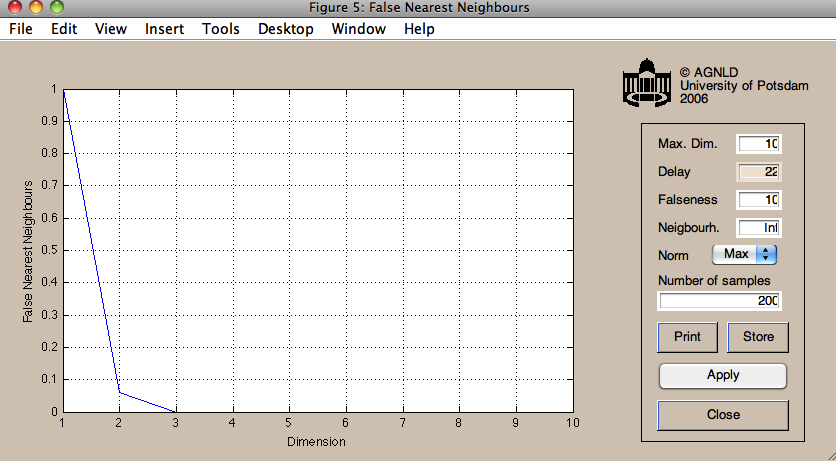 Figure 5: False Nearest Neighbours
File Edit View Insert Tools Desktop Window Help
© AGNLD
University of Potsdam
2006
1
0.9
0.8
0.7
0.6
0.5
0.4
0.3
0.2
0.1
0
False Nearest Neighbours
1 2 3 4 5 6 7 8 9 10
Dimension
Max. Dim. 10
Delay 22
Falseness 10
Neigbourh. Inf
Norm Max
Number of samples
200
Print Store
Apply
Close